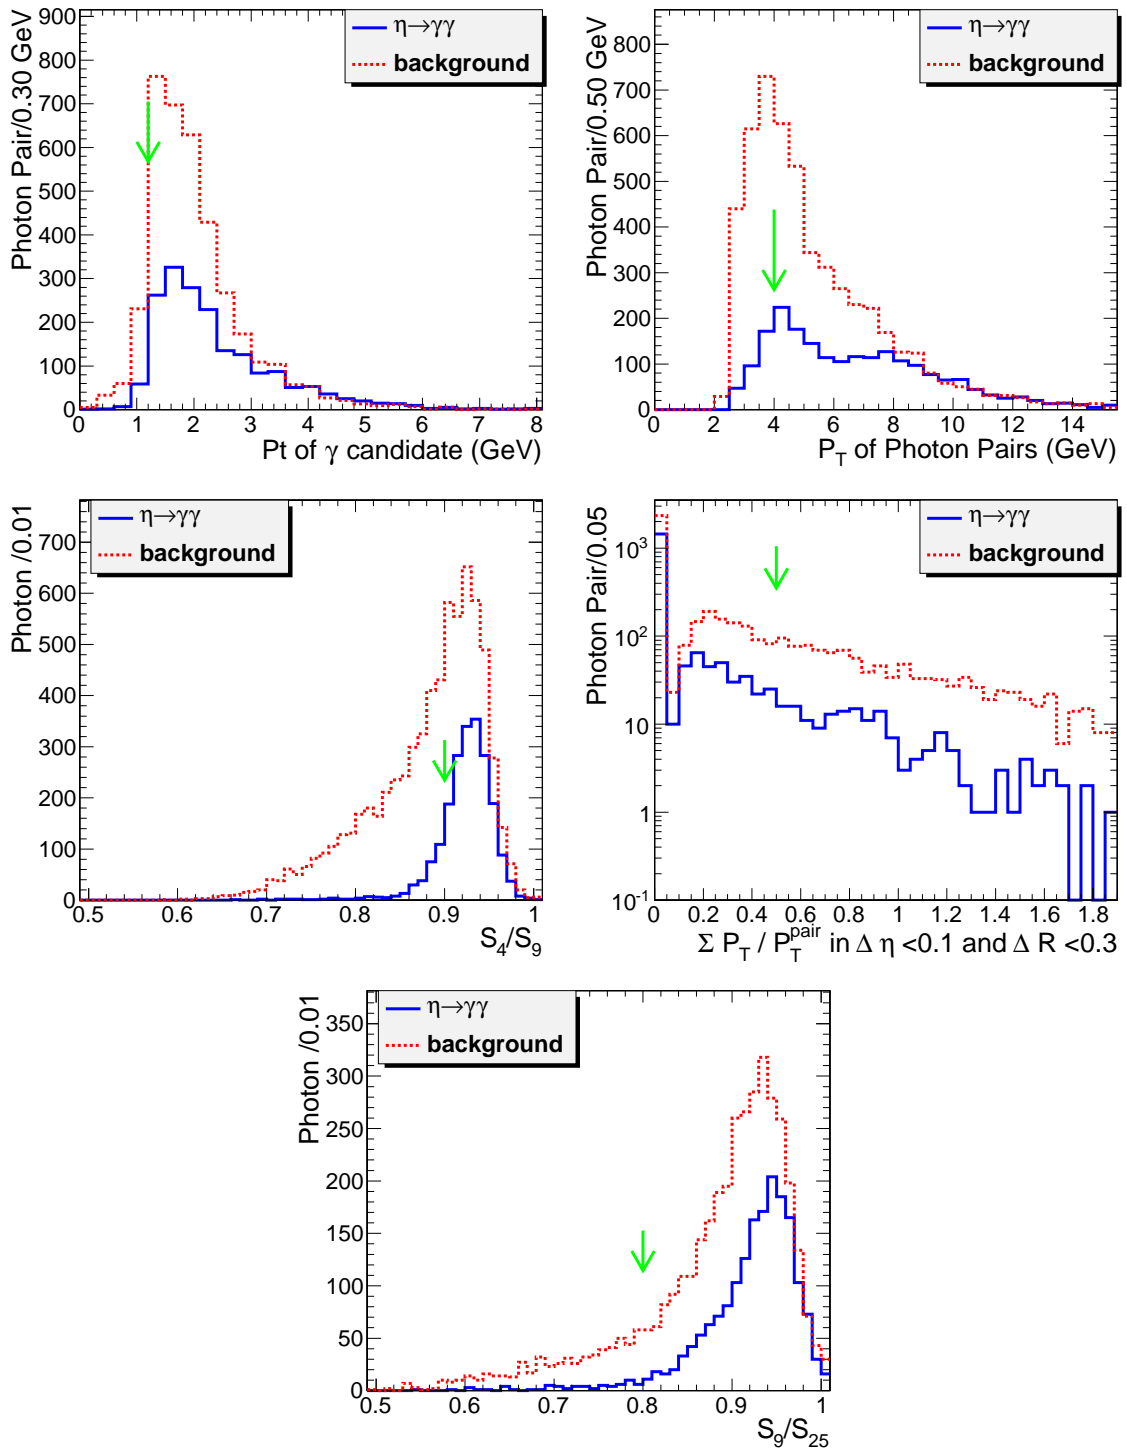 Photon Pair/0.30 GeV
900
800
700
600
500
400
300
200
100
0
η→γγ
background
0 1 2 3 4 5 6 7 8
Pt of γ candidate (GeV)
Photon Pair/0.50 GeV
800
700
600
500
400
300
200
100
0
η→γγ
background
0 2 4 6 8 10 12 14
P_T of Photon Pairs (GeV)
Photon /0.01
700
600
500
400
300
200
100
0
η→γγ
background
0.5 0.6 0.7 0.8 0.9 1
S_4/S_9
Photon Pair/0.05
10^3
10^2
10
1
10^-1
η→γγ
background
0 0.2 0.4 0.6 0.8 1 1.2 1.4 1.6 1.8
Σ P_T / P_T^pair in Δ η <0.1 and Δ R <0.3
Photon /0.01
350
300
250
200
150
100
50
0
η→γγ
background
0.5 0.6 0.7 0.8 0.9 1
S_9/S_25